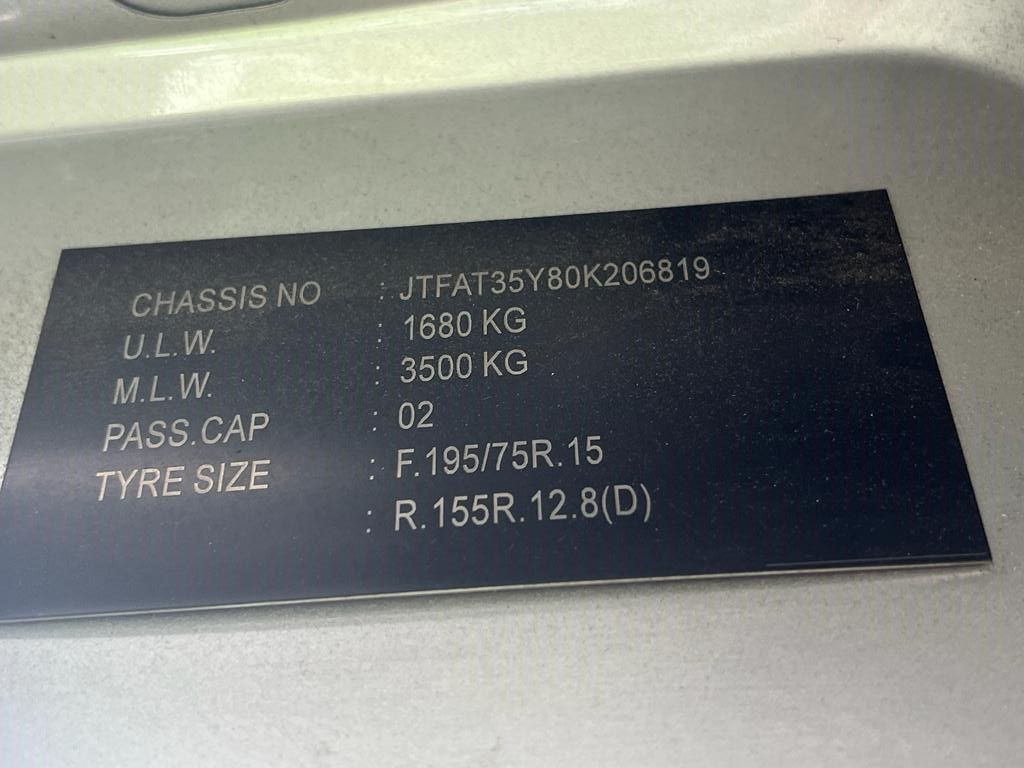 CHASSIS NO : JTFAT35Y80K206819
U.L.W. : 1680 KG
M.L.W. : 3500 KG
PASS.CAP : 02
TYRE SIZE : F.195/75R.15
: R.155R.12.8(D)